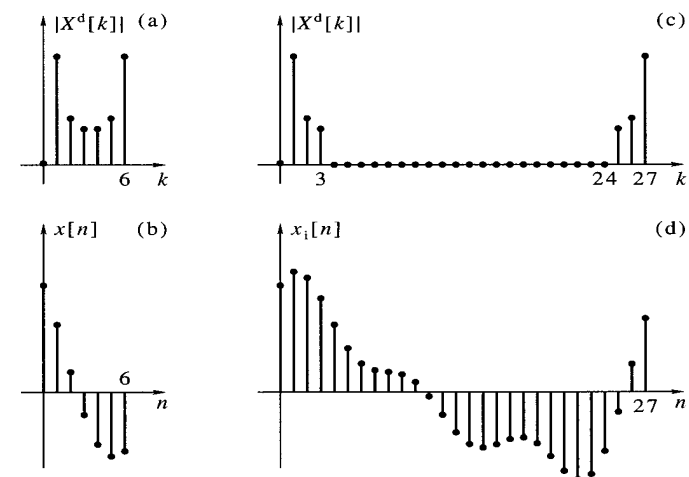 |X^d[k]| (a)
6 k
|X^d[k]| (c)
3 24 27 k
x[n] (b)
6
n
x_i[n] (d)
27 n